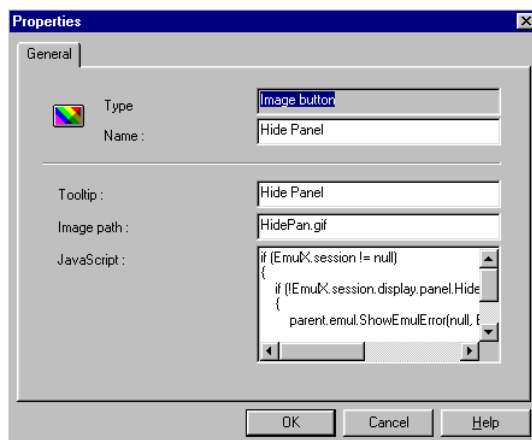 Properties
General
Type
Image button
Name :
Hide Panel
Tooltip :
Hide Panel
Image path :
HidePan.gif
JavaScript :
if (EmulX.session != null)
{
if (!EmulX.session.display.panel.Hide
{
parent.emul.ShowEmulError(null, E
OK
Cancel
Help